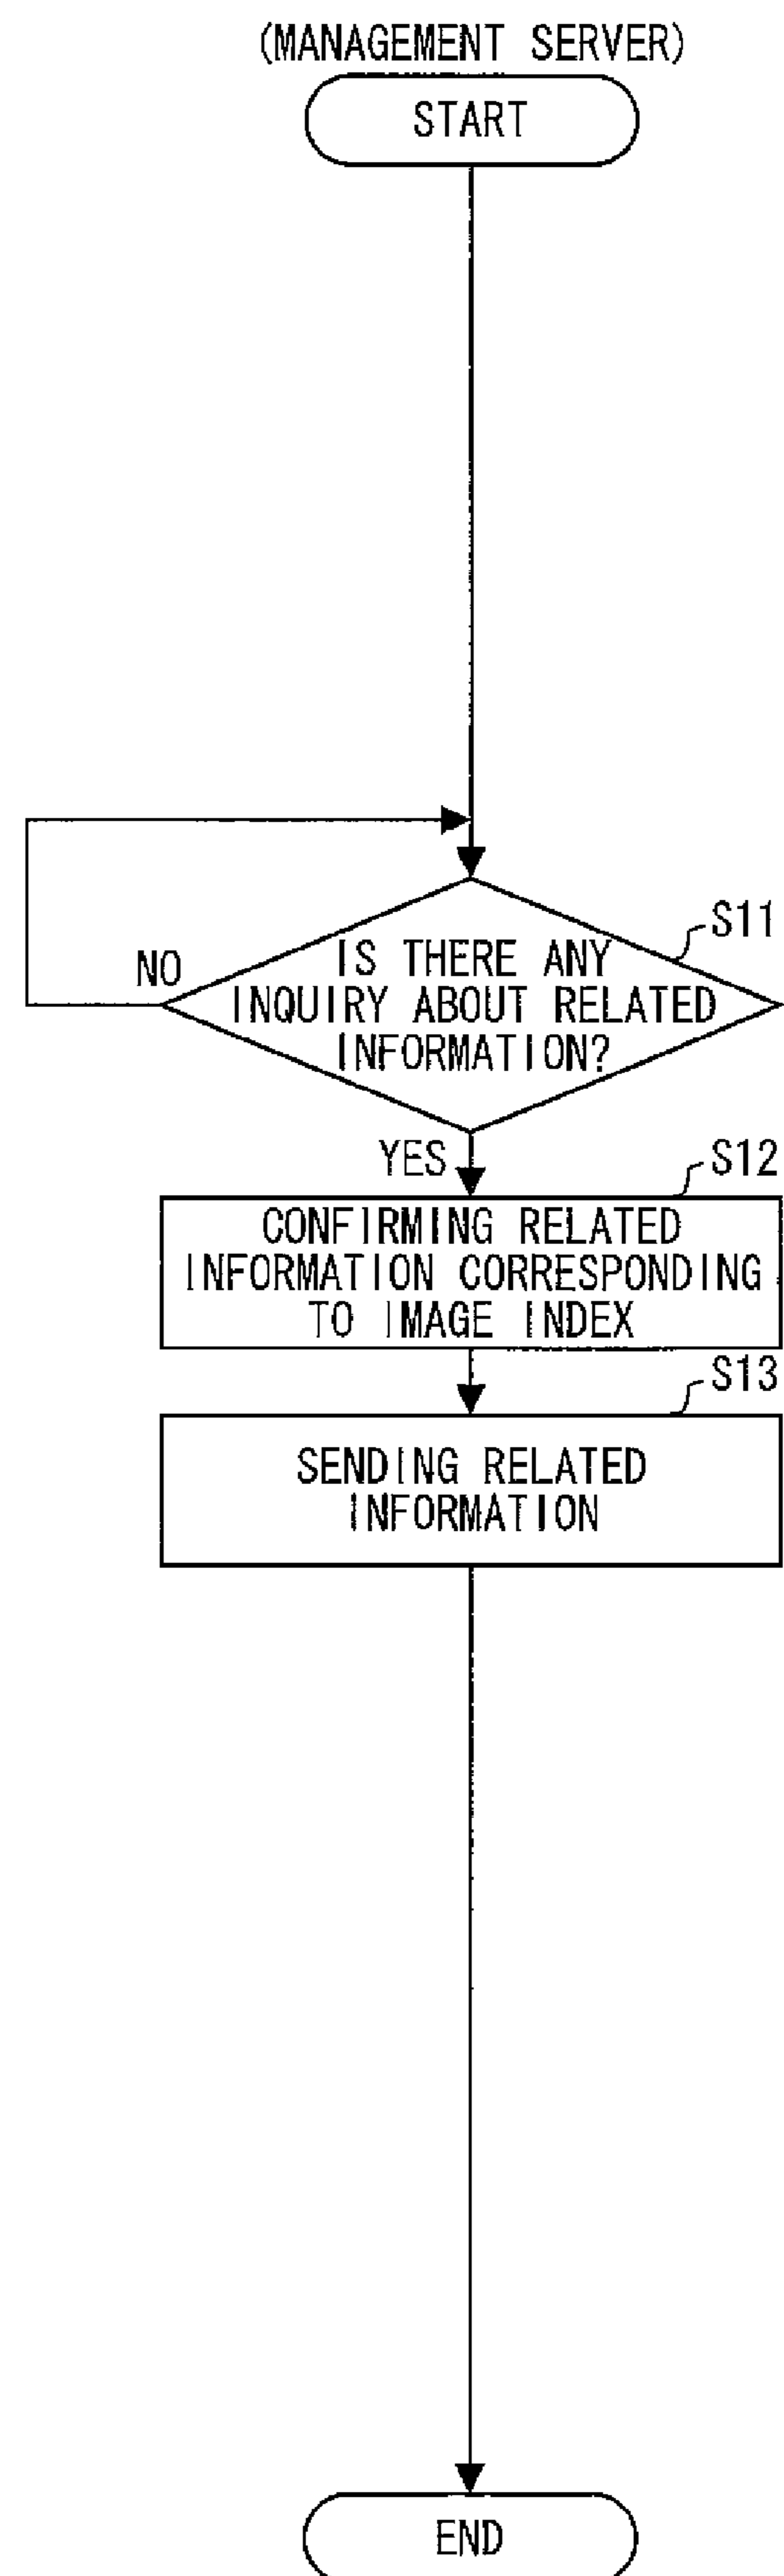 (MANAGEMENT SERVER)
START
S11
IS THERE ANY
INQUIRY ABOUT RELATED
INFORMATION?
NO
YES
S12
CONFIRMING RELATED
INFORMATION CORRESPONDING
TO IMAGE INDEX
S13
SENDING RELATED
INFORMATION
END